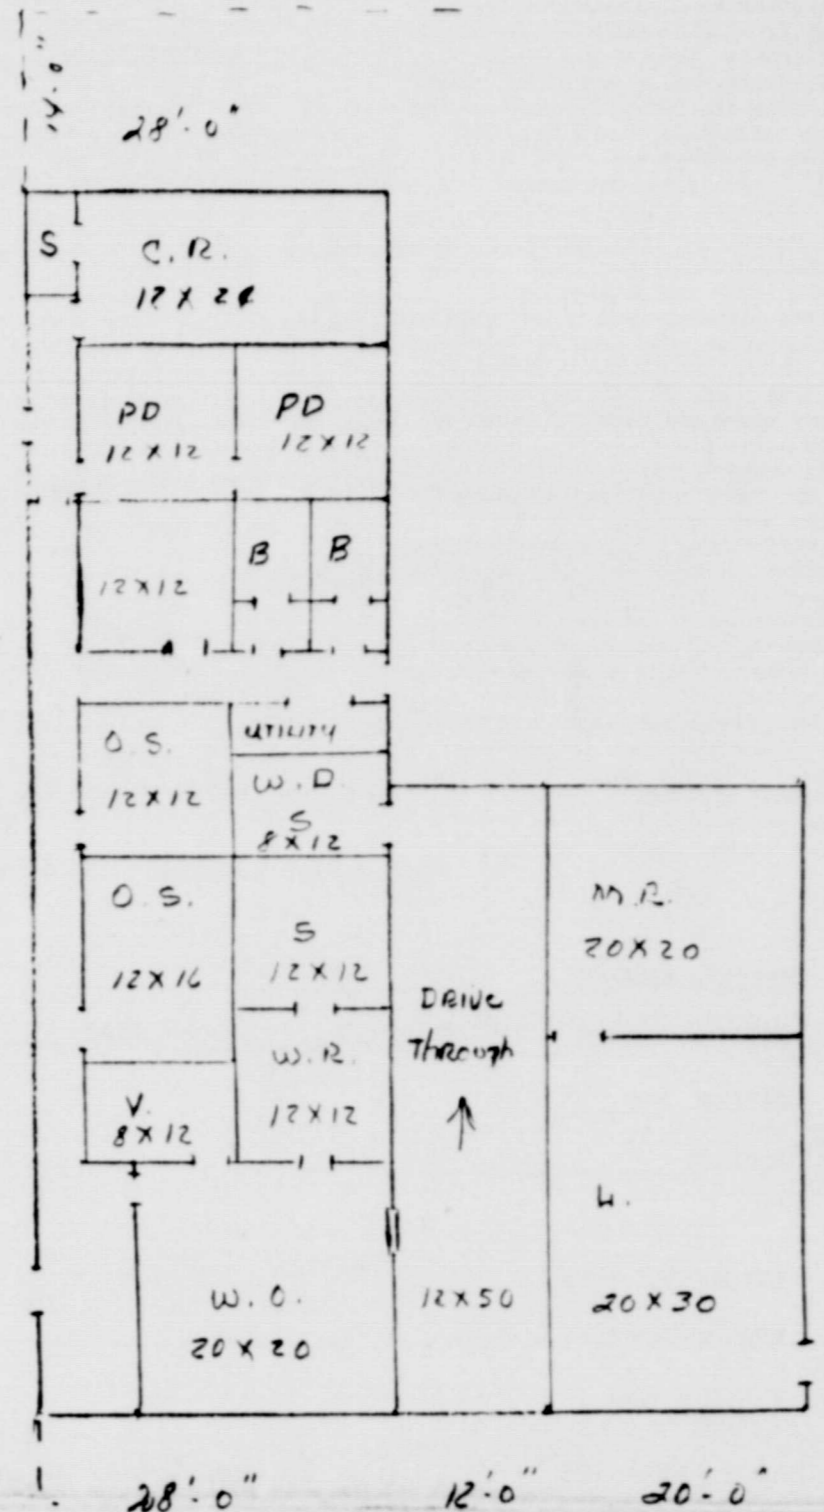 14'-0"
28'-0"
S
C.R.
12 X 24
PD
12 X 12
PD
12 X 12
12 X 12
B
B
O.S.
12 X 12
UTILITY
W.D.
S
8 X 12
O.S.
12 X 16
S
12 X 12
M.R.
20 X 20
DRIVE
Through
W.R.
12 X 12
V.
8 X 12
L.
W.O.
20 X 20
12 X 50
20 X 30
28'-0"
12'-0"
20'-0"